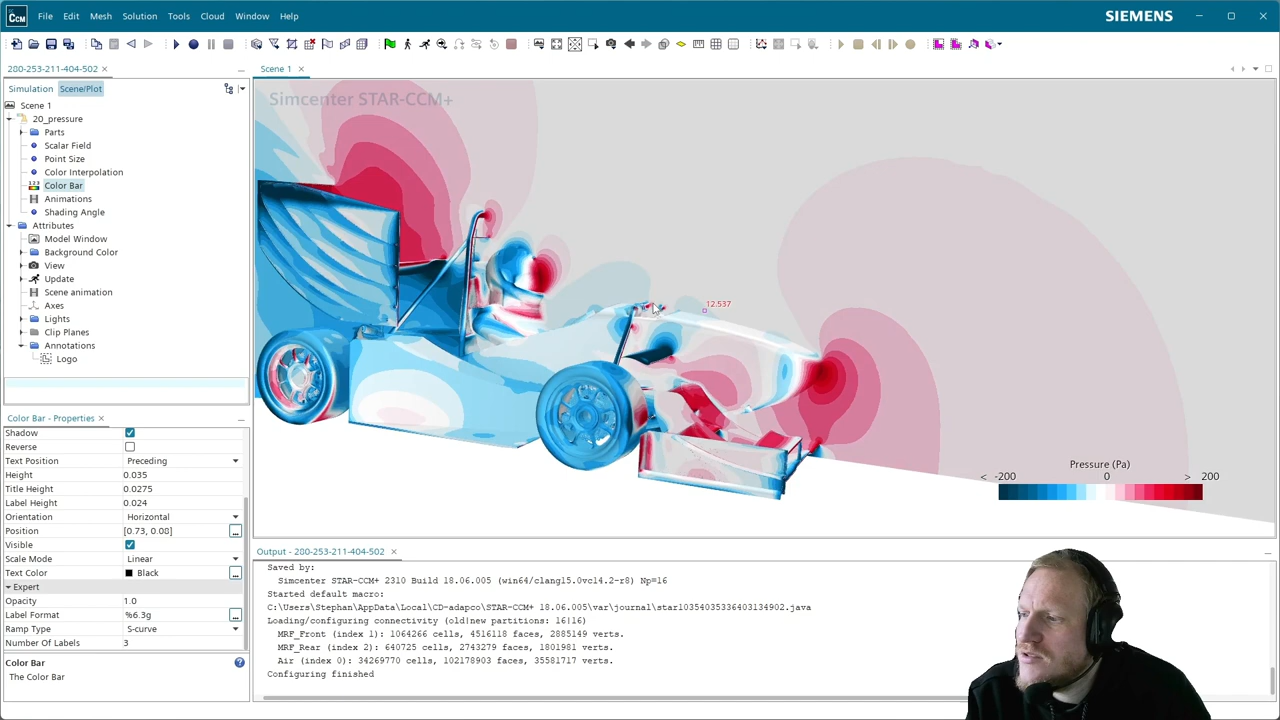 CCM File Edit Mesh Solution Tools Cloud Window Help SIEMENS
280-253-211-404-502
Simulation Scene/Plot
Scene 1
20_pressure
Parts
Scalar Field
Point Size
Color Interpolation
Color Bar
Animations
Shading Angle
Attributes
Model Window
Background Color
View
Update
Scene animation
Axes
Lights
Clip Planes
Annotations
Logo
Color Bar - Properties
Shadow
Reverse
Text Position Preceding
Height 0.035
Title Height 0.0275
Label Height 0.024
Orientation Horizontal
Position [0.73, 0.08]
Visible
Scale Mode Linear
Text Color Black
Expert
Opacity 1.0
Label Format %6.3g
Ramp Type S-curve
Number Of Labels 3
Color Bar
The Color Bar
Scene 1
Simcenter STAR-CCM+
12.537
Pressure (Pa)
< -200 0 > 200
Output - 280-253-211-404-502
Saved by:
Simcenter STAR-CCM+ 2310 Build 18.06.005 (win64/clang15.0vc14.2-r8) Np=16
Started default macro:
C:\Users\Stephan\AppData\Local\CD-adapco\STAR-CCM+ 18.06.005\var\journal\star10354035336403134902.java
Loading/configuring connectivity (old|new partitions: 16|16)
MRF_Front (index 1): 1064266 cells, 4516118 faces, 2885149 verts.
MRF_Rear (index 2): 640725 cells, 2743279 faces, 1801981 verts.
Air (index 0): 34269770 cells, 102178903 faces, 35581717 verts.
Configuring finished